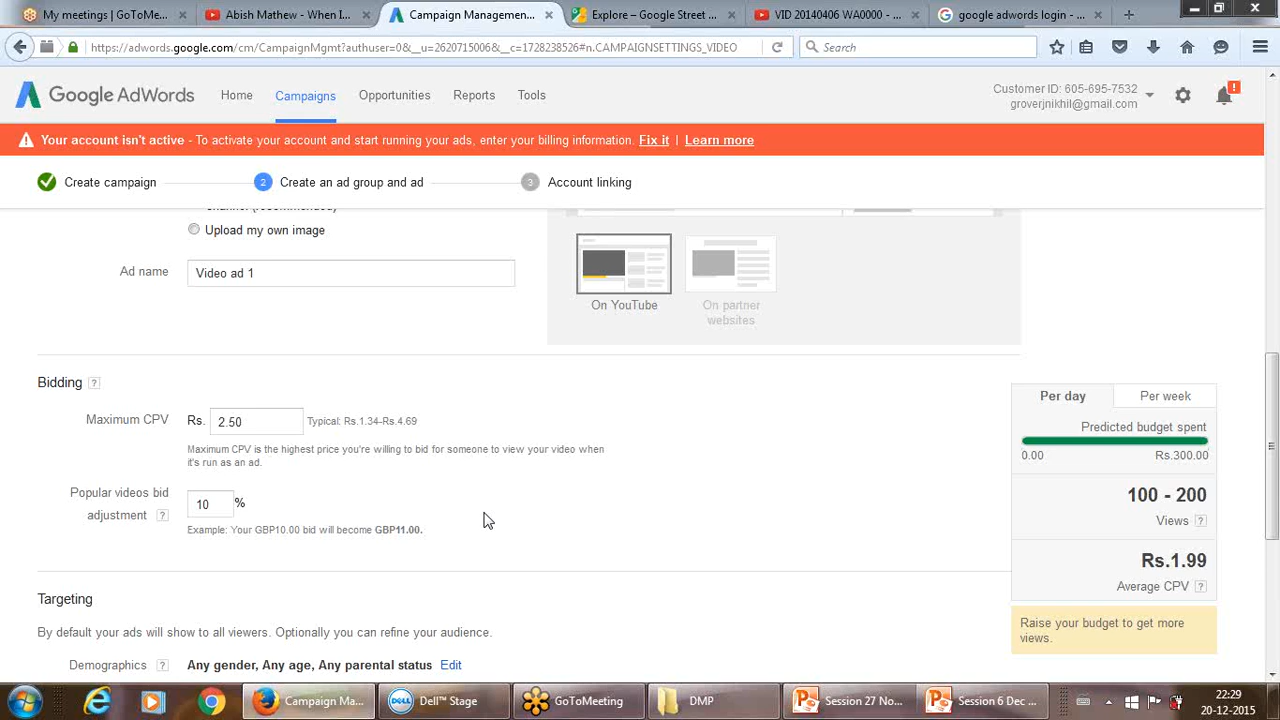 My meetings | GoToMe...
Abish Mathew - When I...
Campaign Management...
Explore – Google Street ...
VID 20140406 WA0000 - ...
google adwords login - ...
https://adwords.google.com/cm/CampaignMgmt?authuser=0&__u=2620715006&__c=1728238526#n.CAMPAIGNSETTINGS_VIDEO
Search
Google AdWords
Home
Campaigns
Opportunities
Reports
Tools
Customer ID: 605-695-7532
groverjnikhil@gmail.com
Your account isn't active - To activate your account and start running your ads, enter your billing information. Fix it | Learn more
Create campaign
2 Create an ad group and ad
3 Account linking
channel (recommended)
Upload my own image
Ad name
Video ad 1
On YouTube
On partner
websites
Bidding ?
Maximum CPV
Rs. 2.50
Typical: Rs.1.34-Rs.4.69
Maximum CPV is the highest price you're willing to bid for someone to view your video when
it's run as an ad.
Popular videos bid
adjustment ?
10 %
Example: Your GBP10.00 bid will become GBP11.00.
Per day
Per week
Predicted budget spent
0.00
Rs.300.00
100 - 200
Views ?
Rs.1.99
Average CPV ?
Raise your budget to get more
views.
Targeting
By default your ads will show to all viewers. Optionally you can refine your audience.
Demographics ?
Any gender, Any age, Any parental status Edit
Campaign Ma...
DELL
Dell™ Stage
GoToMeeting
DMP
Session 27 No...
Session 6 Dec ...
22:29
20-12-2015